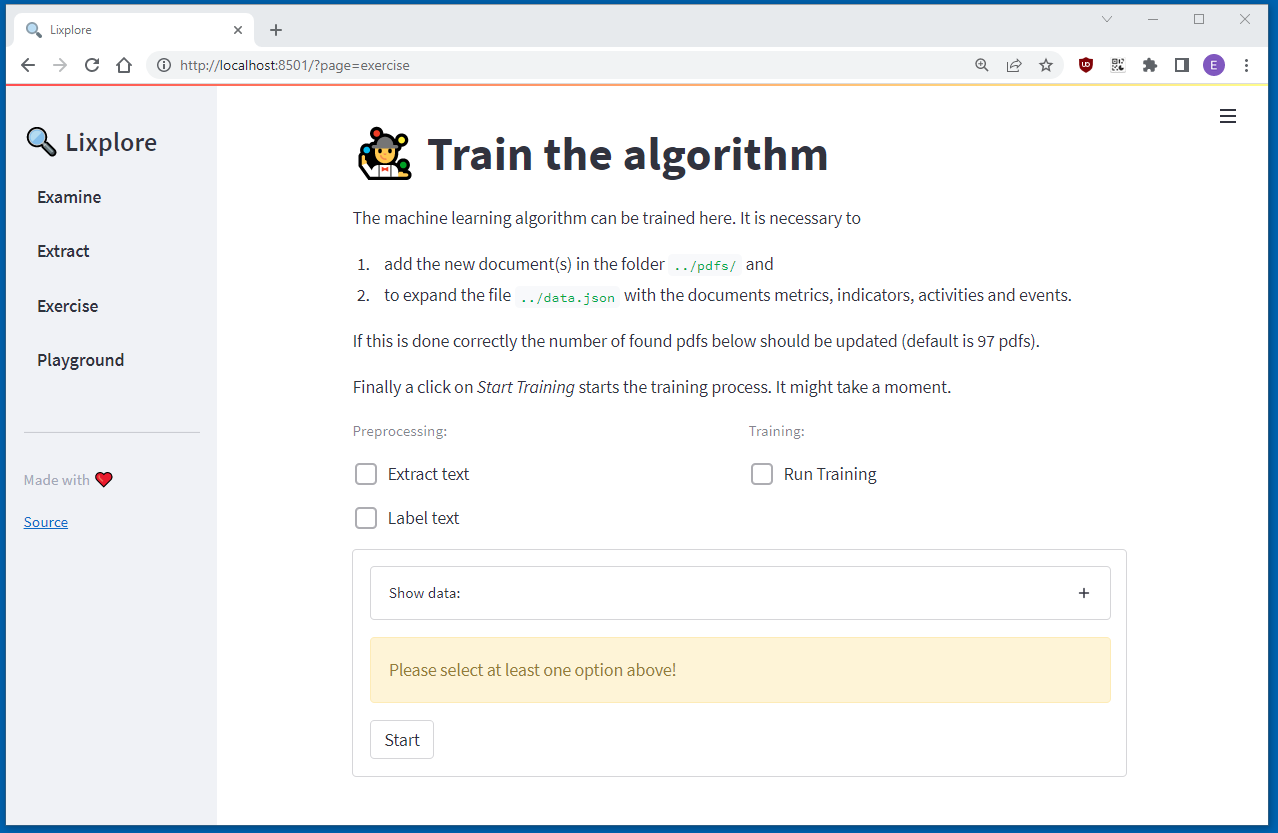 Lixplore
http://localhost:8501/?page=exercise
E
Lixplore
Examine
Extract
Exercise
Playground
Made with
Source
Train the algorithm
The machine learning algorithm can be trained here. It is necessary to
1. add the new document(s) in the folder ../pdfs/ and
2. to expand the file ../data.json with the documents metrics, indicators, activities and events.
If this is done correctly the number of found pdfs below should be updated (default is 97 pdfs).
Finally a click on Start Training starts the training process. It might take a moment.
Preprocessing:
Training:
Extract text
Run Training
Label text
Show data:
Please select at least one option above!
Start